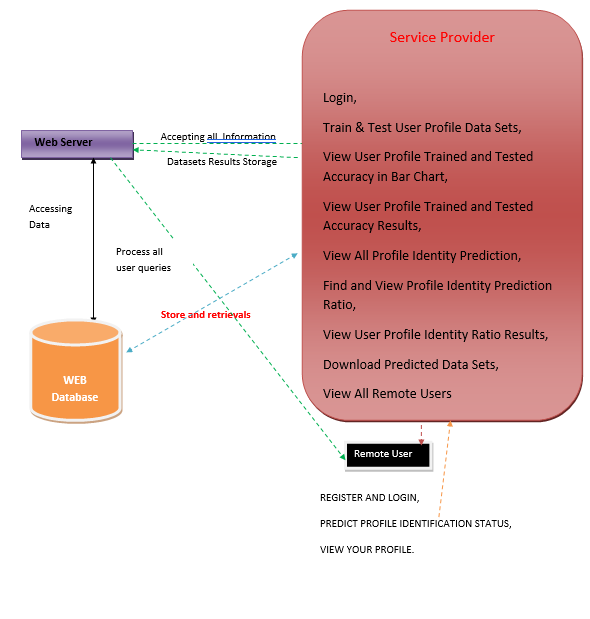 Service Provider
Login,
Train & Test User Profile Data Sets,
View User Profile Trained and Tested
Accuracy in Bar Chart,
View User Profile Trained and Tested
Accuracy Results,
View All Profile Identity Prediction,
Find and View Profile Identity Prediction
Ratio,
View User Profile Identity Ratio Results,
Download Predicted Data Sets,
View All Remote Users
Web Server
Accepting all Information
Datasets Results Storage
Accessing
Data
Process all
user queries
Store and retrievals
WEB
Database
Remote User
REGISTER AND LOGIN,
PREDICT PROFILE IDENTIFICATION STATUS,
VIEW YOUR PROFILE.